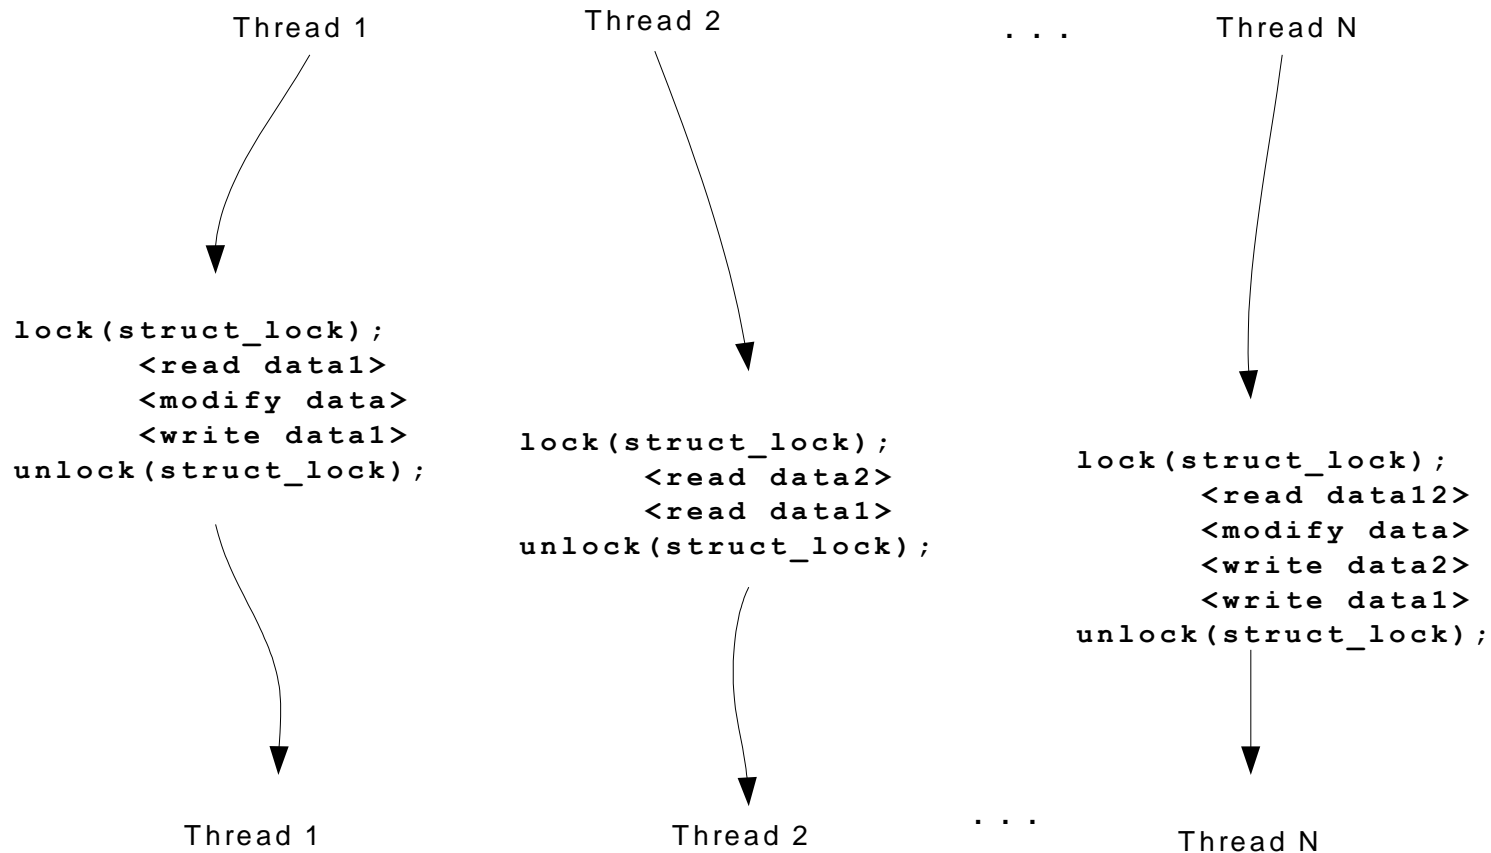 Thread 1
Thread 2
. . .
Thread N
lock(struct_lock);
<read data1>
<modify data>
<write data1>
unlock(struct_lock);
lock(struct_lock);
<read data2>
<read data1>
unlock(struct_lock);
lock(struct_lock);
<read data12>
<modify data>
<write data2>
<write data1>
unlock(struct_lock);
Thread 1
Thread 2
. . .
Thread N